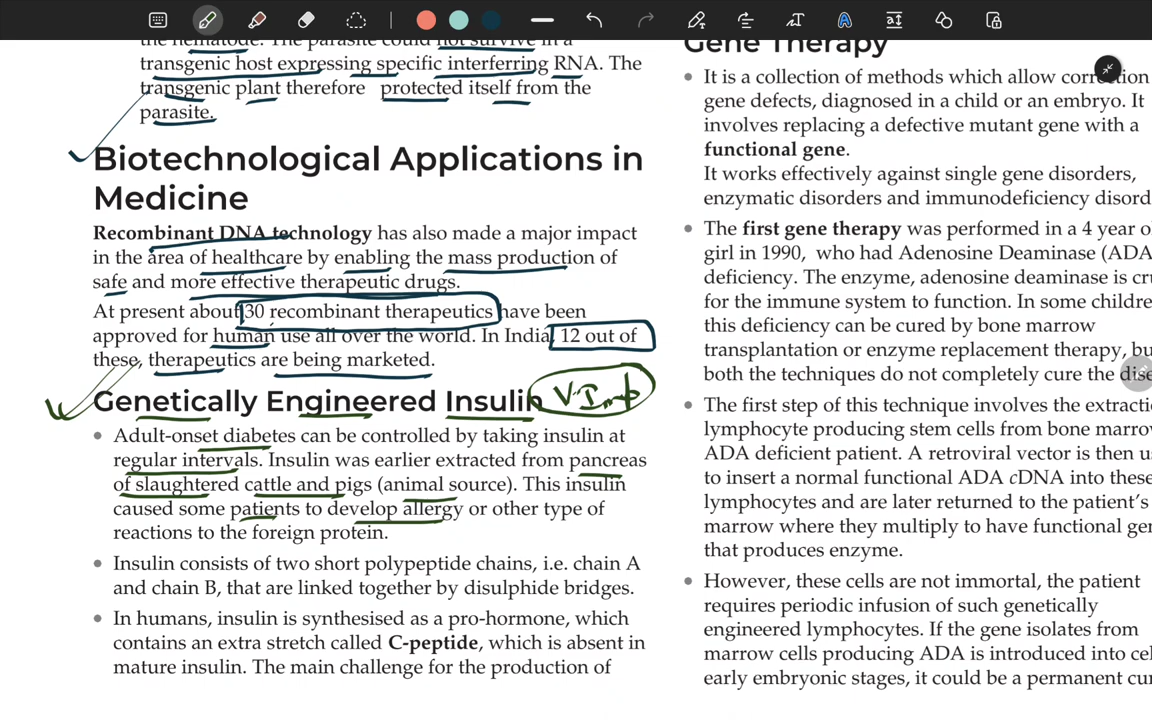 the nematode. The parasite could not survive in a
transgenic host expressing specific interfering RNA. The
transgenic plant therefore protected itself from the
parasite.
Biotechnological Applications in
Medicine
Recombinant DNA technology has also made a major impact
in the area of healthcare by enabling the mass production of
safe and more effective therapeutic drugs.
At present about 30 recombinant therapeutics have been
approved for human use all over the world. In India, 12 out of
these, therapeutics are being marketed.
Genetically Engineered Insulin V.Imp
• Adult-onset diabetes can be controlled by taking insulin at
regular intervals. Insulin was earlier extracted from pancreas
of slaughtered cattle and pigs (animal source). This insulin
caused some patients to develop allergy or other type of
reactions to the foreign protein.
• Insulin consists of two short polypeptide chains, i.e. chain A
and chain B, that are linked together by disulphide bridges.
• In humans, insulin is synthesised as a pro-hormone, which
contains an extra stretch called C-peptide, which is absent in
mature insulin. The main challenge for the production of
Gene Therapy
• It is a collection of methods which allow
gene defects, diagnosed in a child or an embryo. It
involves replacing a defective mutant gene with a
functional gene.
It works effectively against single gene disorders,
enzymatic disorders and immunodeficiency disord
• The first gene therapy was performed in a 4 year o
girl in 1990, who had Adenosine Deaminase (ADA
deficiency. The enzyme, adenosine deaminase is cru
for the immune system to function. In some childre
this deficiency can be cured by bone marrow
transplantation or enzyme replacement therapy, bu
both the techniques do not completely cure the
• The first step of this technique involves the extracti
lymphocyte producing stem cells from bone marrow
ADA deficient patient. A retroviral vector is then u
to insert a normal functional ADA cDNA into these
lymphocytes and are later returned to the patient's
marrow where they multiply to have functional gen
that produces enzyme.
• However, these cells are not immortal, the patient
requires periodic infusion of such genetically
engineered lymphocytes. If the gene isolates from
marrow cells producing ADA is introduced into cel
early embryonic stages, it could be a permanent cur